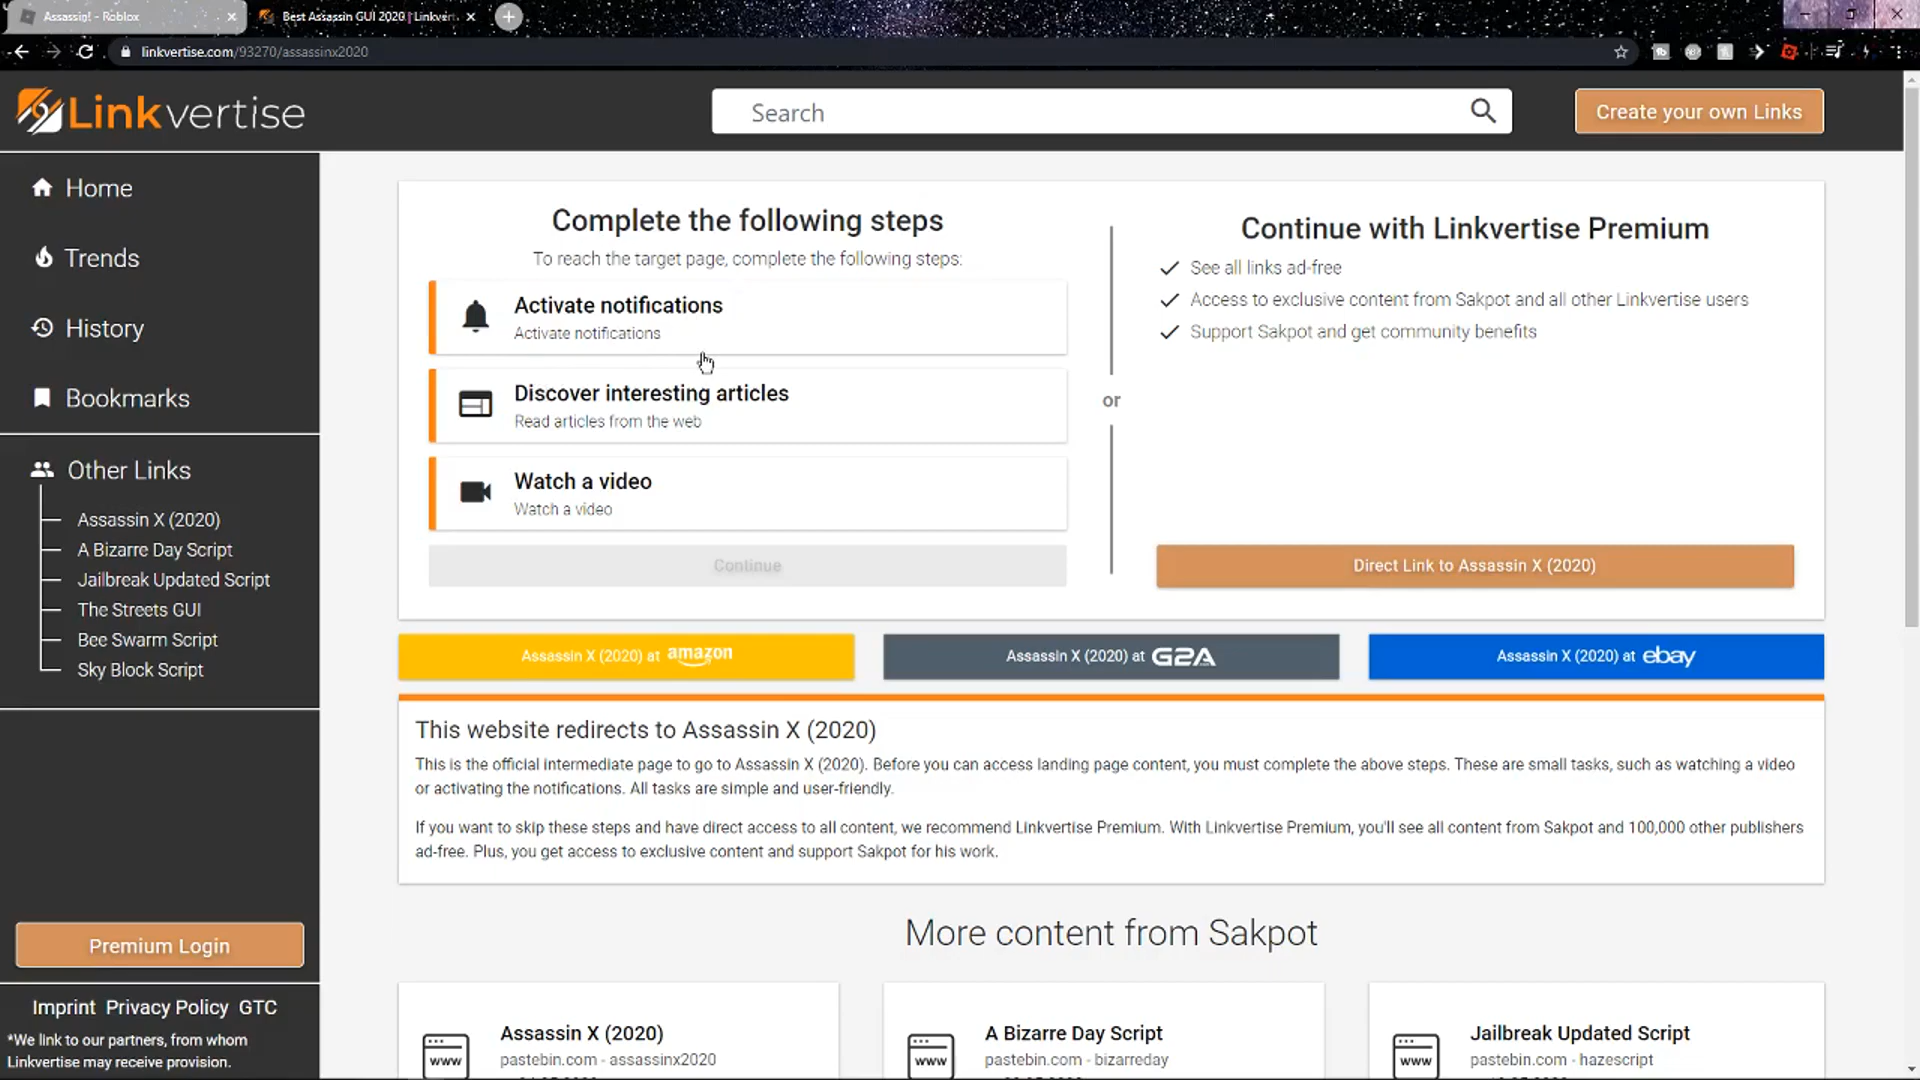 Assassin! - Roblox
Best Assassin GUI 2020 | Linkver
linkvertise.com/93270/assassinx2020
Linkvertise
Search
Create your own Links
Home
Trends
History
Bookmarks
Other Links
Assassin X (2020)
A Bizarre Day Script
Jailbreak Updated Script
The Streets GUI
Bee Swarm Script
Sky Block Script
Premium Login
Imprint Privacy Policy GTC
*We link to our partners, from whom
Linkvertise may receive provision.
Complete the following steps
To reach the target page, complete the following steps:
Activate notifications
Activate notifications
Discover interesting articles
Read articles from the web
Watch a video
Watch a video
Continue
or
Continue with Linkvertise Premium
See all links ad-free
Access to exclusive content from Sakpot and all other Linkvertise users
Support Sakpot and get community benefits
Direct Link to Assassin X (2020)
Assassin X (2020) at amazon
Assassin X (2020) at G2A
Assassin X (2020) at ebay
This website redirects to Assassin X (2020)
This is the official intermediate page to go to Assassin X (2020). Before you can access landing page content, you must complete the above steps. These are small tasks, such as watching a video
or activating the notifications. All tasks are simple and user-friendly.
If you want to skip these steps and have direct access to all content, we recommend Linkvertise Premium. With Linkvertise Premium, you'll see all content from Sakpot and 100,000 other publishers
ad-free. Plus, you get access to exclusive content and support Sakpot for his work.
More content from Sakpot
www
Assassin X (2020)
pastebin.com - assassinx2020
www
A Bizarre Day Script
pastebin.com - bizarreday
www
Jailbreak Updated Script
pastebin.com - hazescript